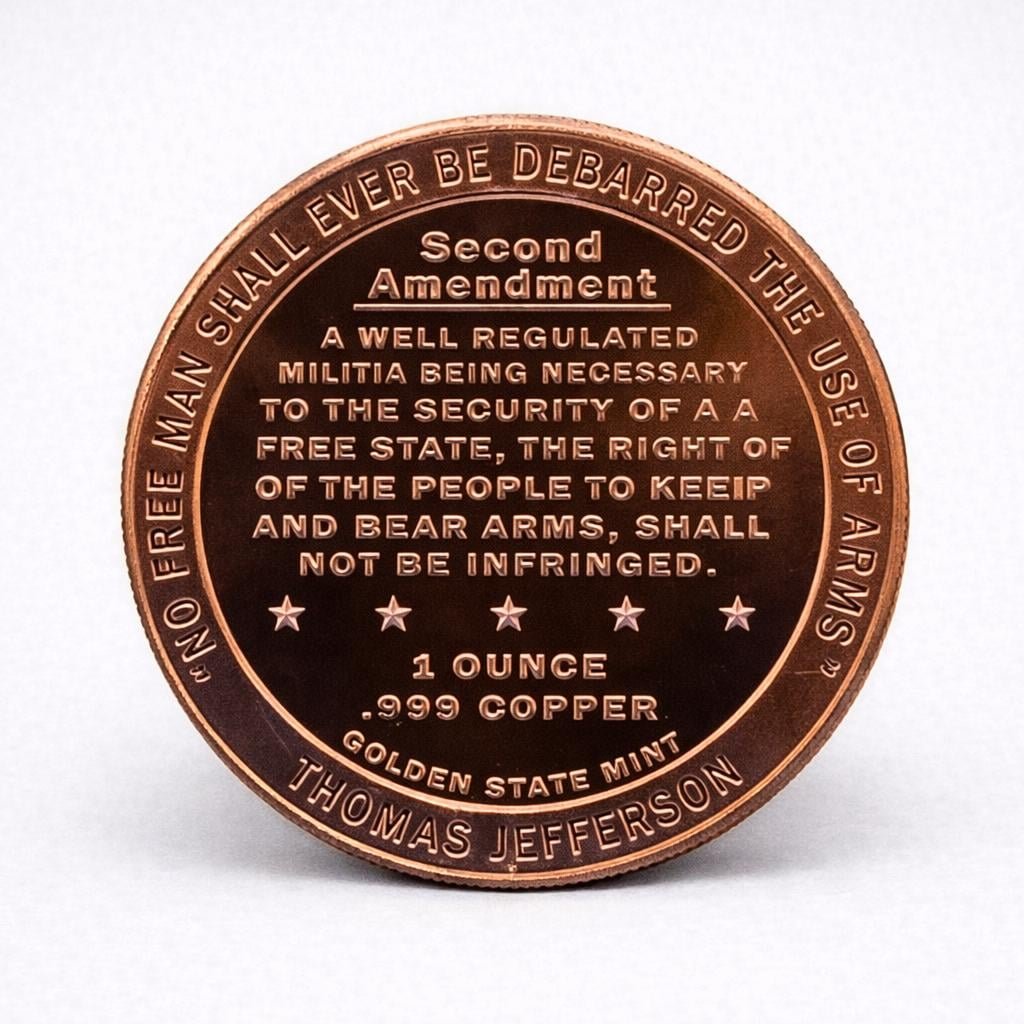 "NO FREE MAN SHALL EVER BE DEBARRED THE USE OF ARMS"
Second
Amendment
A WELL REGULATED
MILITIA BEING NECESSARY
TO THE SECURITY OF A A
FREE STATE, THE RIGHT OF
OF THE PEOPLE TO KEEIP
AND BEAR ARMS, SHALL
NOT BE INFRINGED.
1 OUNCE
.999 COPPER
GOLDEN STATE MINT
THOMAS JEFFERSON